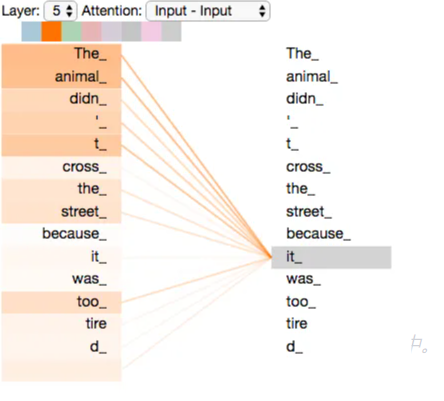 Layer: 5 Attention: Input - Input
The_ The_
animal_ animal_
didn_ didn_
'_ '_
t_ t_
cross_ cross_
the_ the_
street_ street_
because_ because_
it_ it_
was_ was_
too_ too_
tire tire
d_ d_